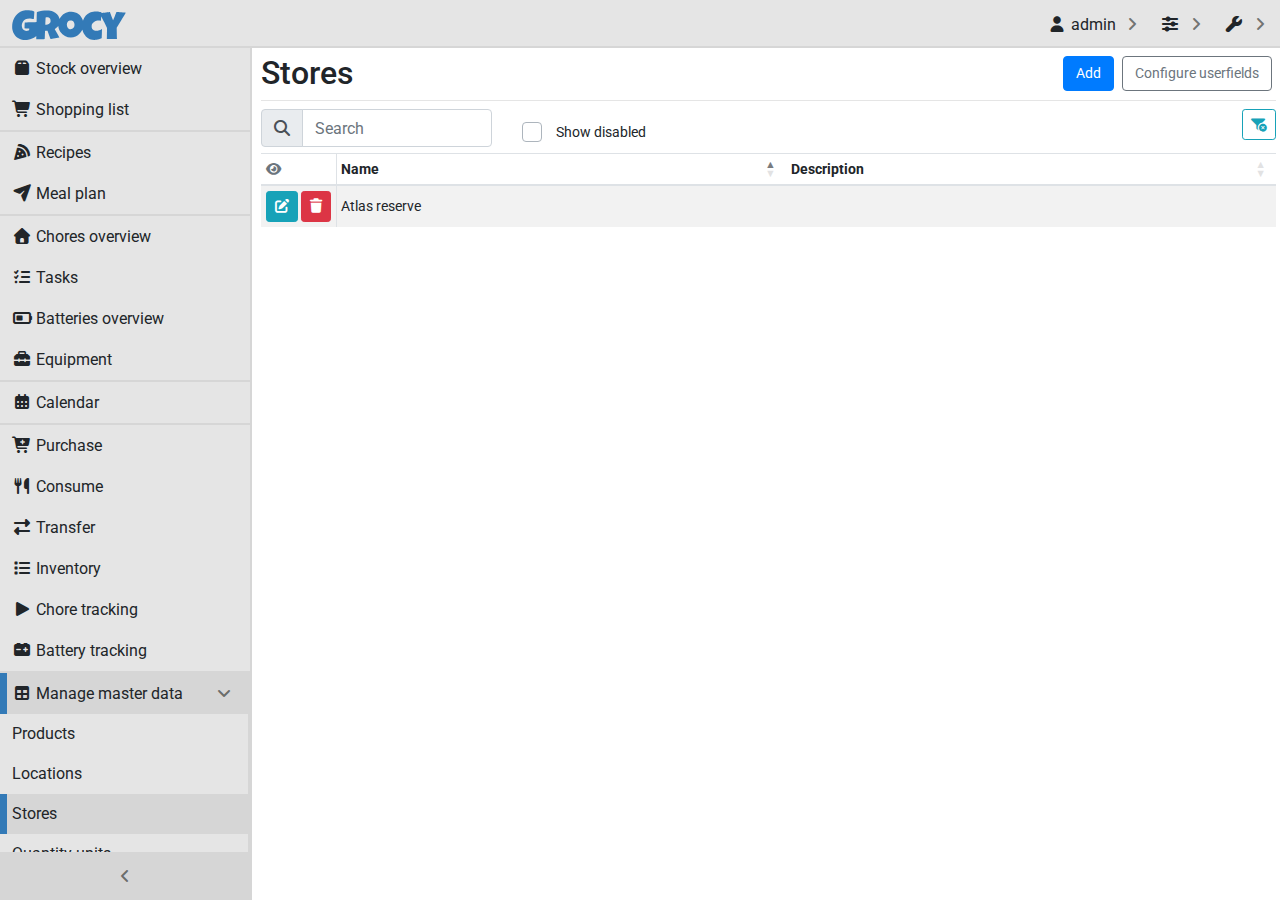 GROCY
admin
Stock overview
Shopping list
Recipes
Meal plan
Chores overview
Tasks
Batteries overview
Equipment
Calendar
Purchase
Consume
Transfer
Inventory
Chore tracking
Battery tracking
Manage master data
Products
Locations
Stores
Quantity units
Stores
Add
Configure userfields
Search
Show disabled
Name
Description
Atlas reserve